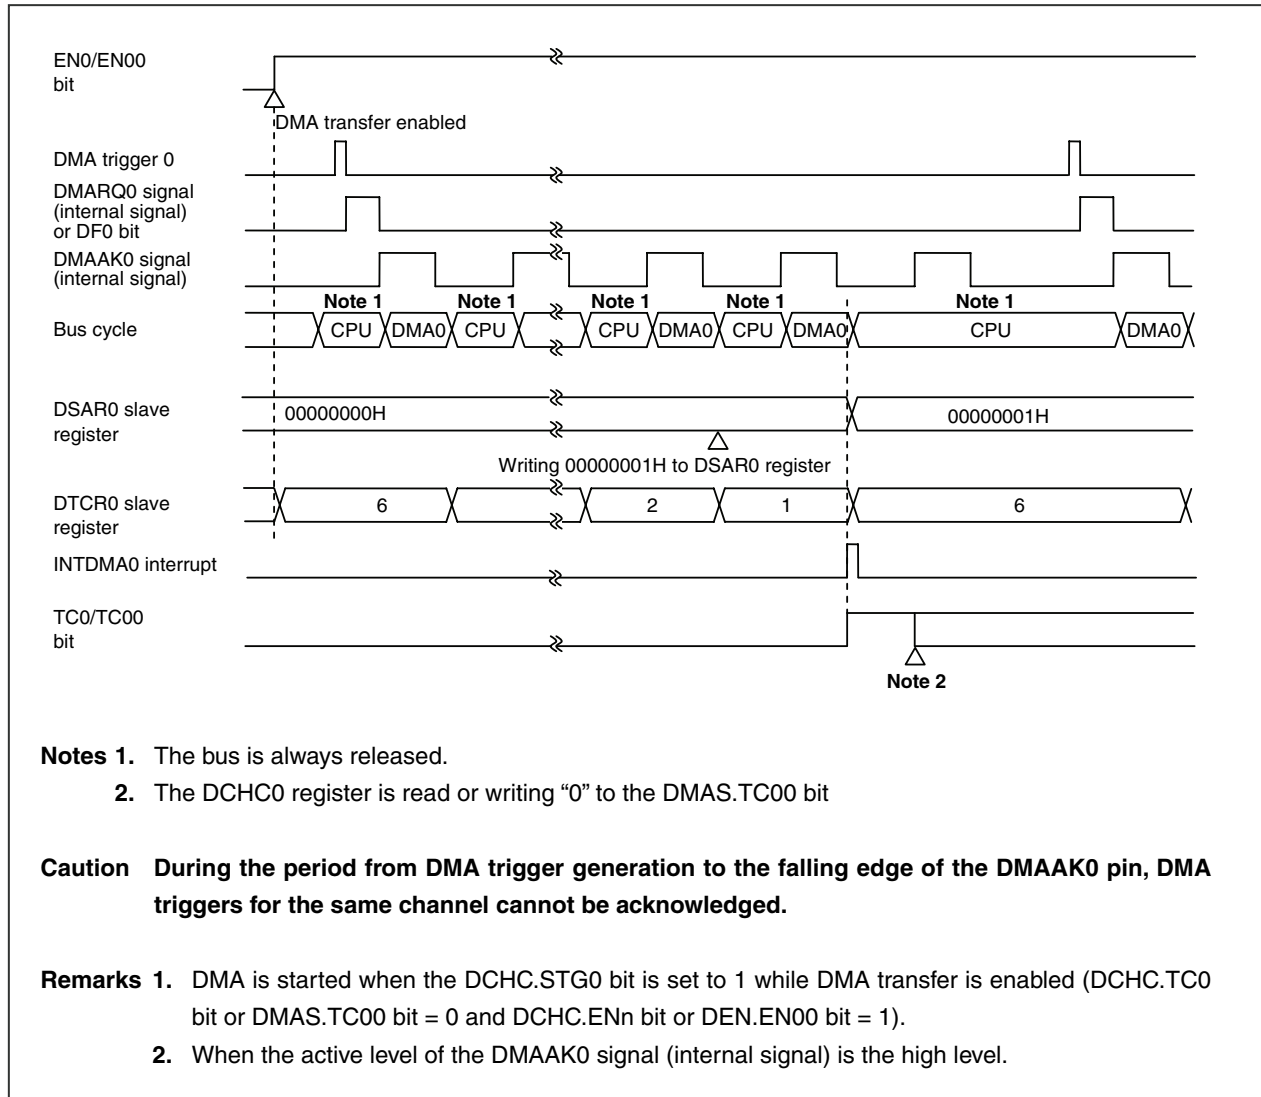 EN0/EN00
bit
DMA transfer enabled
DMA trigger 0
DMARQ0 signal
(internal signal)
or DF0 bit
DMAAK0 signal
(internal signal)
Note 1 Note 1 Note 1 Note 1 Note 1
Bus cycle CPU DMA0 CPU CPU DMA0 CPU DMA0 CPU DMA0
DSAR0 slave
register
00000000H 00000001H
Writing 00000001H to DSAR0 register
DTCR0 slave
register
6 2 1 6
INTDMA0 interrupt
TC0/TC00
bit
Note 2
Notes 1. The bus is always released.
2. The DCHC0 register is read or writing “0” to the DMAS.TC00 bit
Caution During the period from DMA trigger generation to the falling edge of the DMAAK0 pin, DMA
triggers for the same channel cannot be acknowledged.
Remarks 1. DMA is started when the DCHC.STG0 bit is set to 1 while DMA transfer is enabled (DCHC.TC0
bit or DMAS.TC00 bit = 0 and DCHC.ENn bit or DEN.EN00 bit = 1).
2. When the active level of the DMAAK0 signal (internal signal) is the high level.